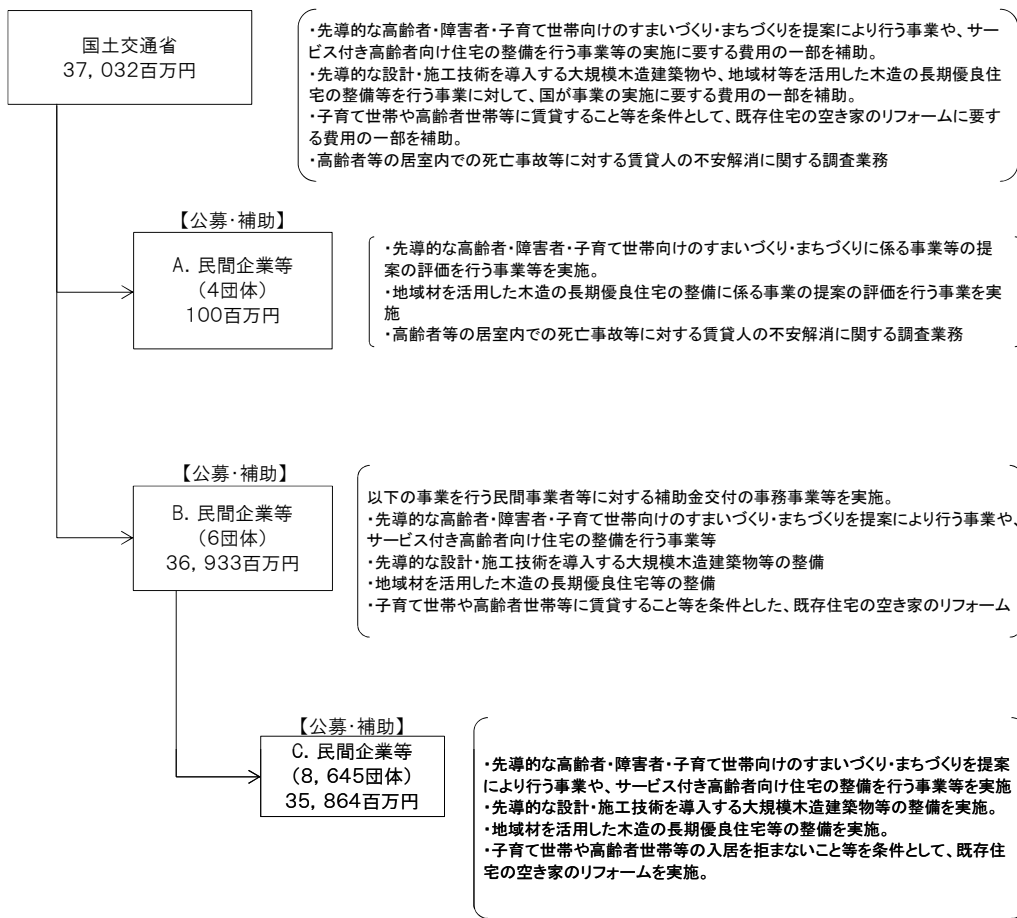 国土交通省
37，032百万円
・先導的な高齢者・障害者・子育て世帯向けのすまいづくり・まちづくりを提案により行う事業や、サー
ビス付き高齢者向け住宅の整備を行う事業等の実施に要する費用の一部を補助。
・先導的な設計・施工技術を導入する大規模木造建築物や、地域材等を活用した木造の長期優良住
宅の整備等を行う事業に対して、国が事業の実施に要する費用の一部を補助。
・子育て世帯や高齢者世帯等に賃貸すること等を条件として、既存住宅の空き家のリフォームに要す
る費用の一部を補助。
・高齢者等の居室内での死亡事故等に対する賃貸人の不安解消に関する調査業務
【公募・補助】
A．民間企業等
（4団体）
100百万円
・先導的な高齢者・障害者・子育て世帯向けのすまいづくり・まちづくりに係る事業等の提
案の評価を行う事業等を実施。
・地域材を活用した木造の長期優良住宅の整備に係る事業の提案の評価を行う事業を実
施
・高齢者等の居室内での死亡事故等に対する賃貸人の不安解消に関する調査業務
【公募・補助】
B．民間企業等
（6団体）
36，933百万円
以下の事業を行う民間事業者等に対する補助金交付の事務事業等を実施。
・先導的な高齢者・障害者・子育て世帯向けのすまいづくり・まちづくりを提案により行う事業や、
サービス付き高齢者向け住宅の整備を行う事業等
・先導的な設計・施工技術を導入する大規模木造建築物等の整備
・地域材を活用した木造の長期優良住宅等の整備
・子育て世帯や高齢者世帯等に賃貸すること等を条件とした、既存住宅の空き家のリフォーム
【公募・補助】
C．民間企業等
（8，645団体）
35，864百万円
・先導的な高齢者・障害者・子育て世帯向けのすまいづくり・まちづくりを提案
により行う事業や、サービス付き高齢者向け住宅の整備を行う事業等を実施
・先導的な設計・施工技術を導入する大規模木造建築物等の整備を実施。
・地域材を活用した木造の長期優良住宅等の整備を実施。
・子育て世帯や高齢者世帯等の入居を拒まないこと等を条件として、既存住
宅の空き家のリフォームを実施。